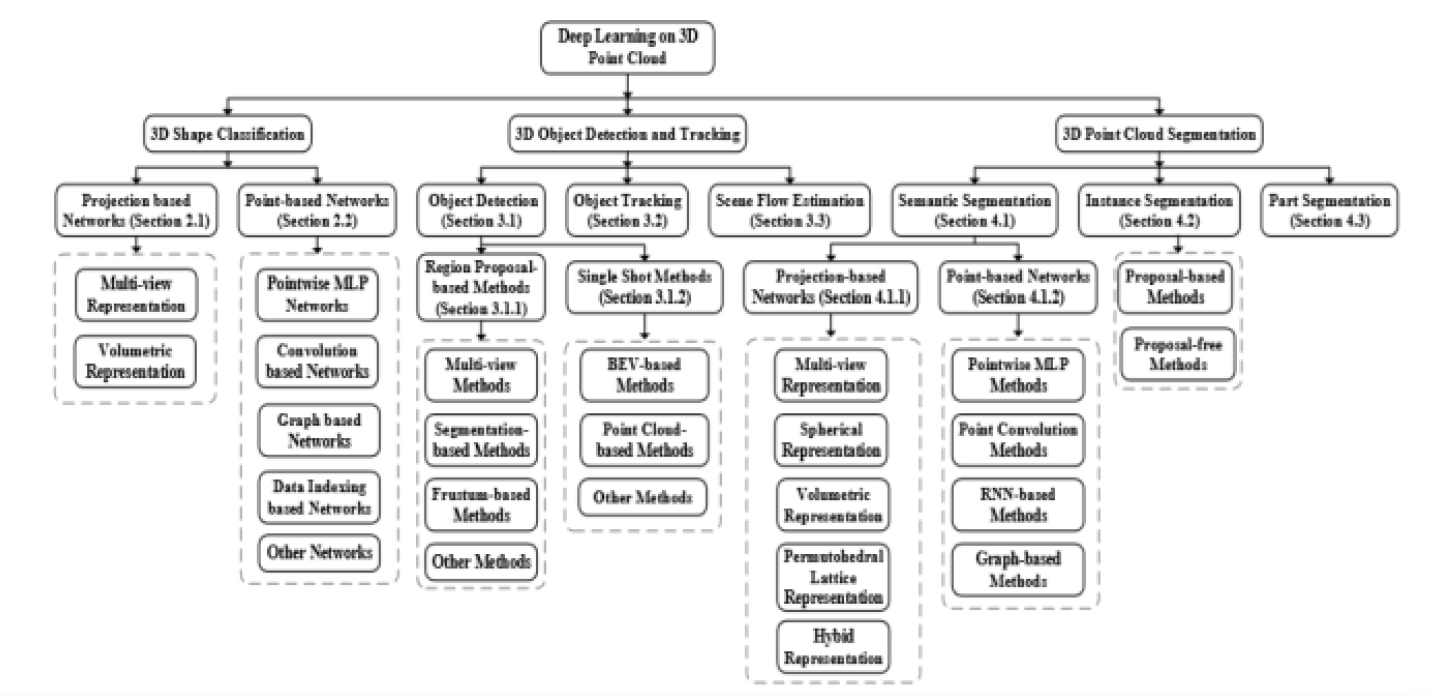 Deep Learning on 3D
Point Cloud
3D Shape Classification
3D Object Detection and Tracking
3D Point Cloud Segmentation
Projection based
Networks (Section 2.1)
Point-based Networks
(Section 2.2)
Object Detection
(Section 3.1)
Object Tracking
(Section 3.2)
Scene Flow Estimation
(Section 3.3)
Semantic Segmentation
(Section 4.1)
Instance Segmentation
(Section 4.2)
Part Segmentation
(Section 4.3)
Multi-view
Representation
Volumetric
Representation
Pointwise MLP
Networks
Convolution
based Networks
Graph based
Networks
Data Indexing
based Networks
Other Networks
Region Proposal-
based Methods
(Section 3.1.1)
Multi-view
Methods
Segmentation-
based Methods
Frustum-based
Methods
Other Methods
Single Shot Methods
(Section 3.1.2)
BEV-based
Methods
Point Cloud-
based Methods
Other Methods
Projection-based
Networks (Section 4.1.1)
Multi-view
Representation
Spherical
Representation
Volumetric
Representation
Permutohedral
Lattice
Representation
Hybid
Representation
Point-based Networks
(Section 4.1.2)
Pointwise MLP
Methods
Point Convolution
Methods
RNN-based
Methods
Graph-based
Methods
Proposal-based
Methods
Proposal-free
Methods